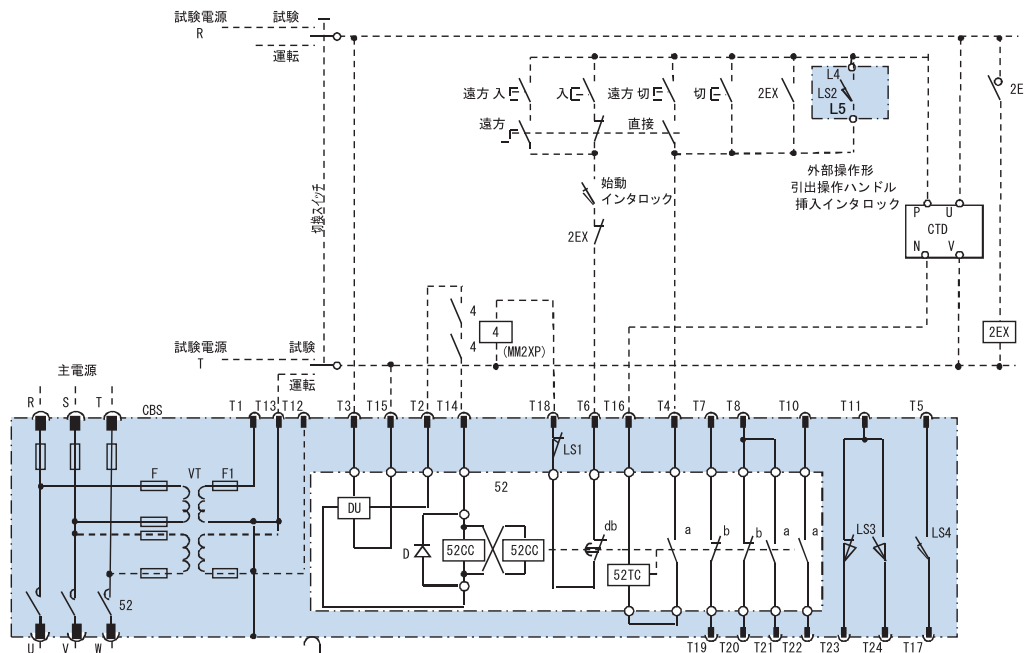 試験電源 試験
R
運転
遠方 入
入
遠方 切
切
2EX
L4
LS2
L5
2E
遠方
直接
外部操作形
引出操作ハンドル
挿入インタロック
始動
インタロック
2EX
P U
CTD
N V
切換スイッチ
4
4
4
(MM2XP)
2EX
試験電源 試験
T
運転
主電源
R S T
CBS
T1 T13 T12 T3 T15 T2 T14 T18 T6 T16 T4 T7 T8 T10 T11 T5
LS1
F VT F1
52
DU
D
52CC
52CC
db
52TC
a
b
b
a
a
LS3
LS4
52
U V W
T19 T20 T21 T22 T23 T24 T17